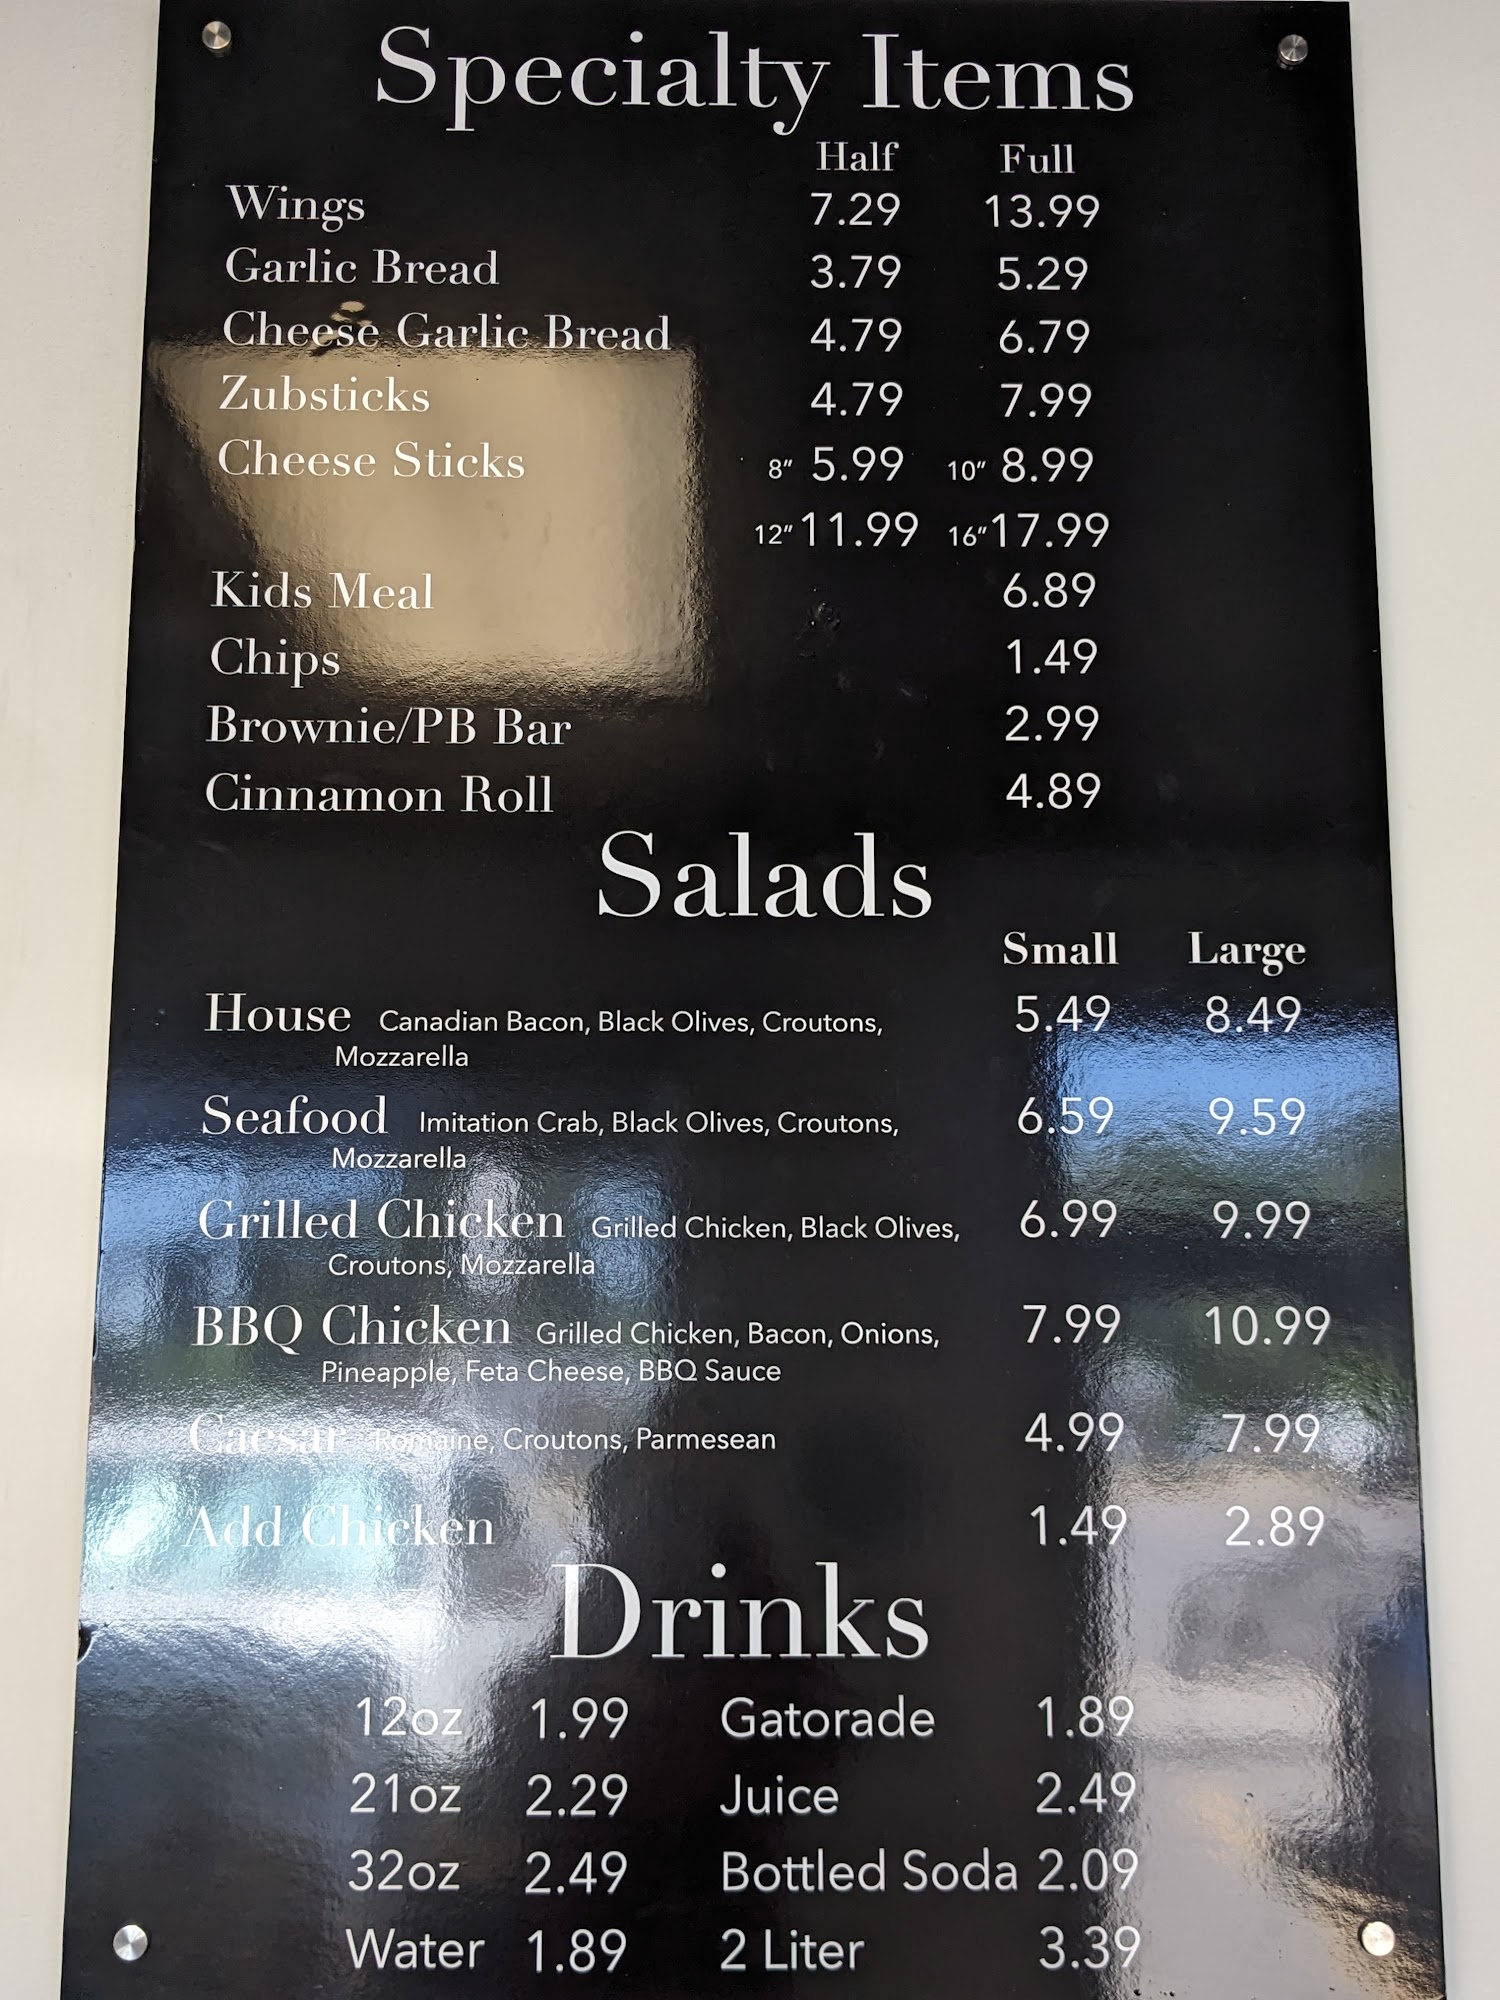 Specialty Items
Half Full
Wings 7.29 13.99
Garlic Bread 3.79 5.29
Cheese Garlic Bread 4.79 6.79
Zubsticks 4.79 7.99
Cheese Sticks 8" 5.99 10" 8.99
12" 11.99 16" 17.99
Kids Meal 6.89
Chips 1.49
Brownie/PB Bar 2.99
Cinnamon Roll 4.89
Salads
Small Large
House Canadian Bacon, Black Olives, Croutons, 5.49 8.49
Mozzarella
Seafood Imitation Crab, Black Olives, Croutons, 6.59 9.59
Mozzarella
Grilled Chicken Grilled Chicken, Black Olives, 6.99 9.99
Croutons, Mozzarella
BBQ Chicken Grilled Chicken, Bacon, Onions, 7.99 10.99
Pineapple, Feta Cheese, BBQ Sauce
Caesar Romaine, Croutons, Parmesean 4.99 7.99
Add Chicken 1.49 2.89
Drinks
12oz 1.99 Gatorade 1.89
21oz 2.29 Juice 2.49
32oz 2.49 Bottled Soda 2.09
Water 1.89 2 Liter 3.39